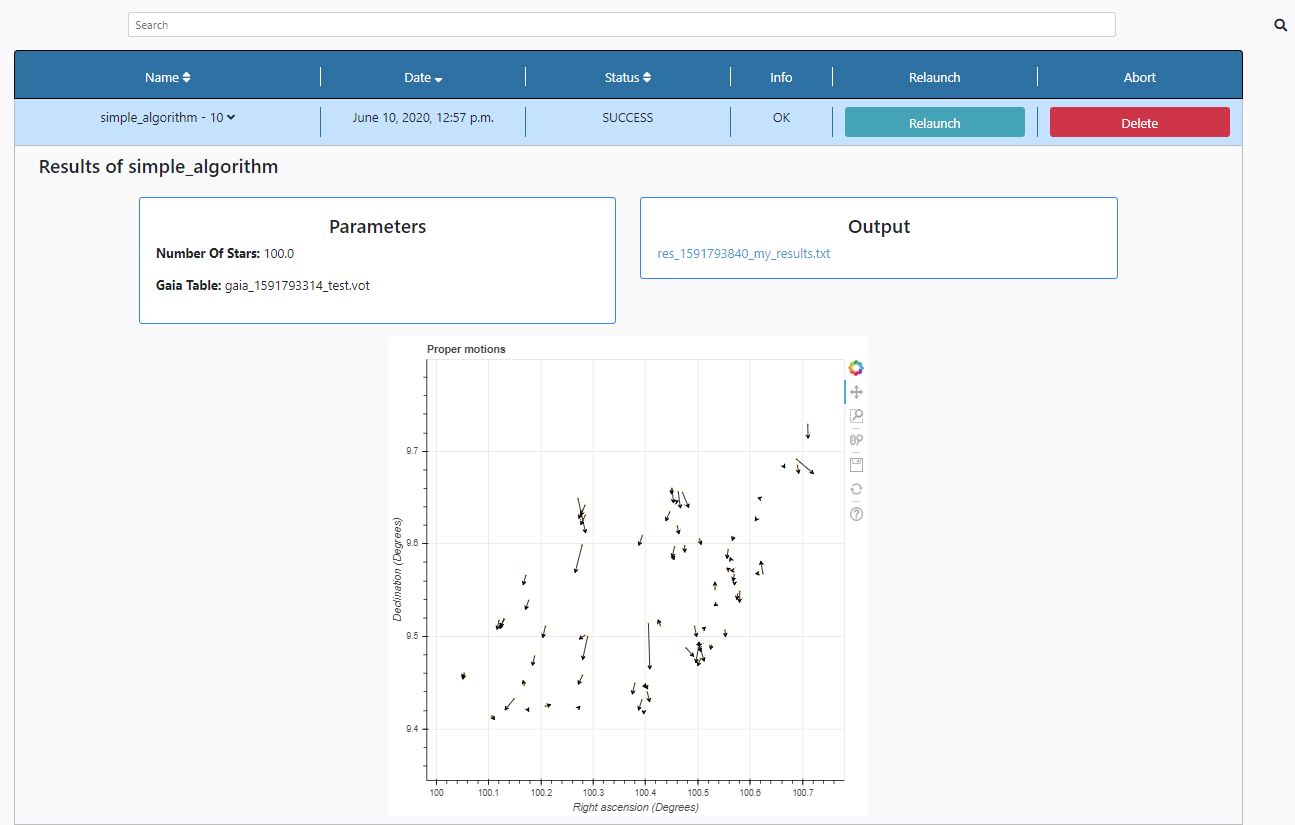 Search
Name Date Status Info Relaunch Abort
simple_algorithm - 10 June 10, 2020, 12:57 p.m. SUCCESS OK Relaunch Delete
Results of simple_algorithm
Parameters
Number Of Stars: 100.0
Gaia Table: gaia_1591793314_test.vot
Output
res_1591793840_my_results.txt
Proper motions
9.7
9.6
9.5
9.4
Declination (Degrees)
100 100.1 100.2 100.3 100.4 100.5 100.6 100.7
Right ascension (Degrees)